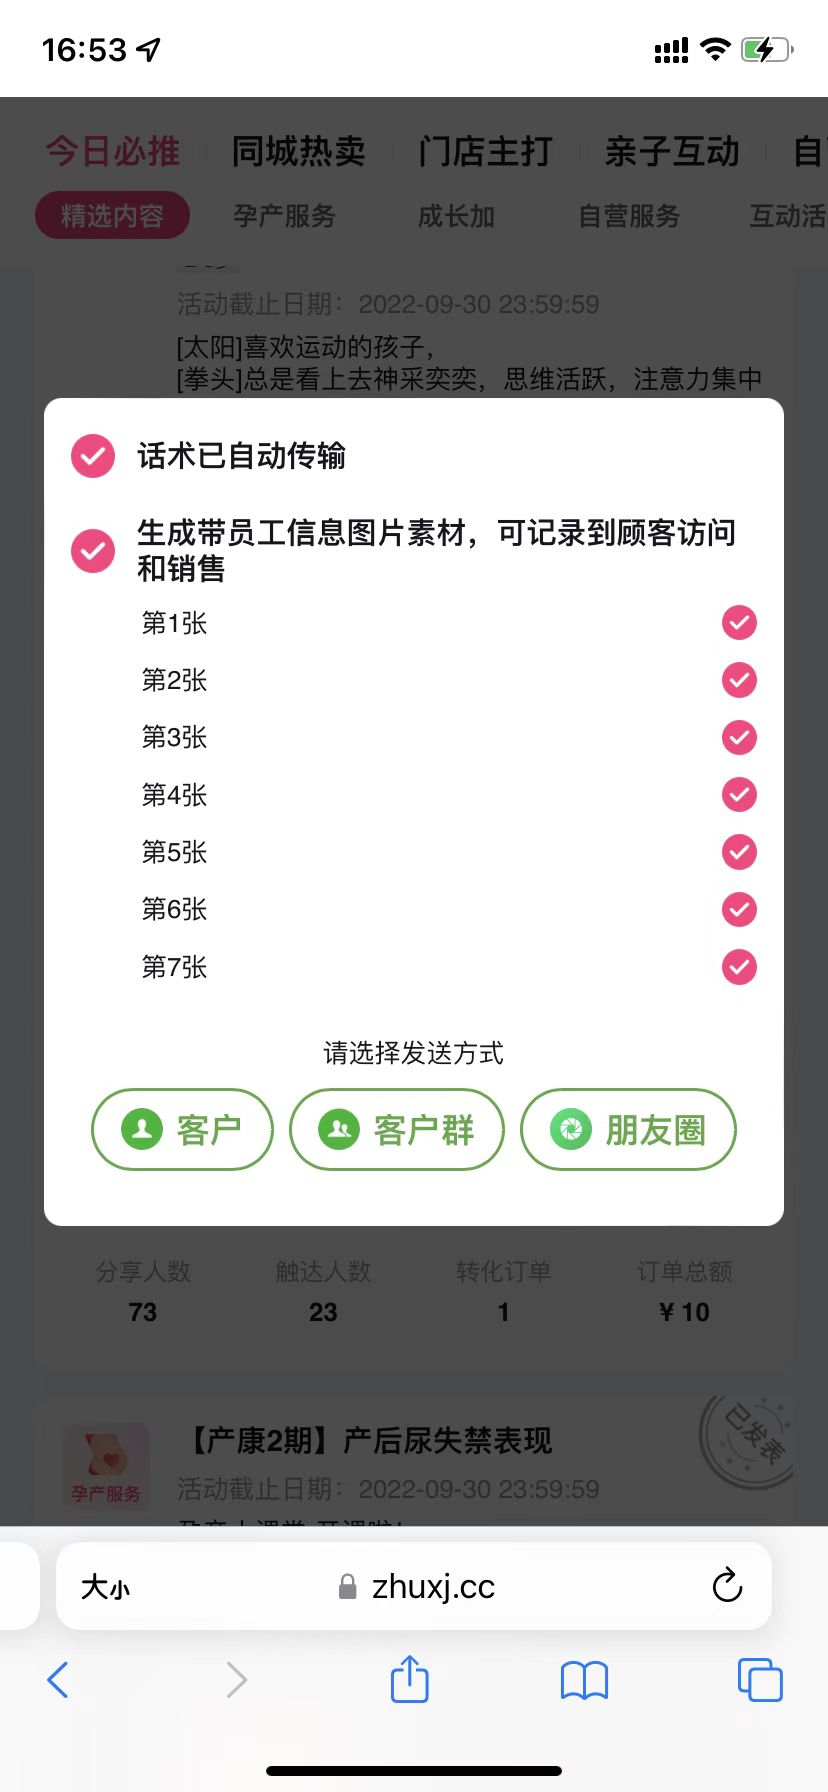 16:53
今日必推 同城热卖 门店主打 亲子互动
精选内容 孕产服务 成长加 自营服务 互动活
活动截止日期：2022-09-30 23:59:59
[太阳]喜欢运动的孩子，
[拳头]总是看上去神采奕奕，思维活跃，注意力集中
话术已自动传输
生成带员工信息图片素材，可记录到顾客访问
和销售
第1张
第2张
第3张
第4张
第5张
第6张
第7张
请选择发送方式
客户 客户群 朋友圈
分享人数 触达人数 转化订单 订单总额
73 23 1 ¥ 10
【产康2期】产后尿失禁表现
已发表
孕产服务
活动截止日期：2022-09-30 23:59:59
大小 zhuxj.cc